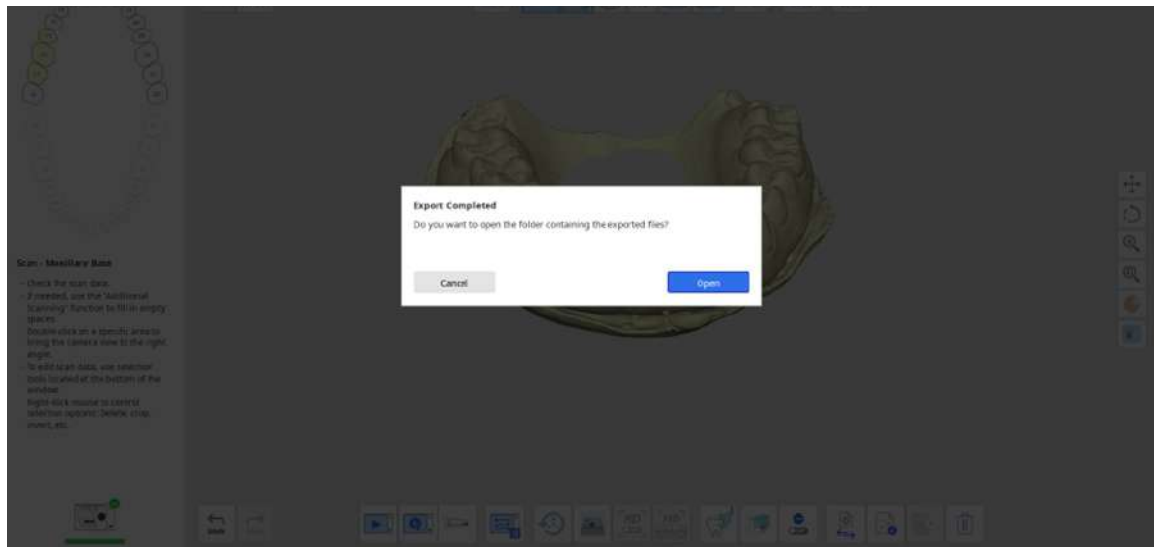 Export Completed
Do you want to open the folder containing the exported files?
Cancel
Open
Scan - Maxillary Base
- Check the scan data.
- If needed, use the "Additional
Scanning" function to fill in empty
spaces.
Double-click on a specific area to
bring the camera view to the right
angle.
- To edit scan data, use selection
tools located at the bottom of the
window.
Right-click mouse to control
selection options: Delete, crop,
invert, etc.